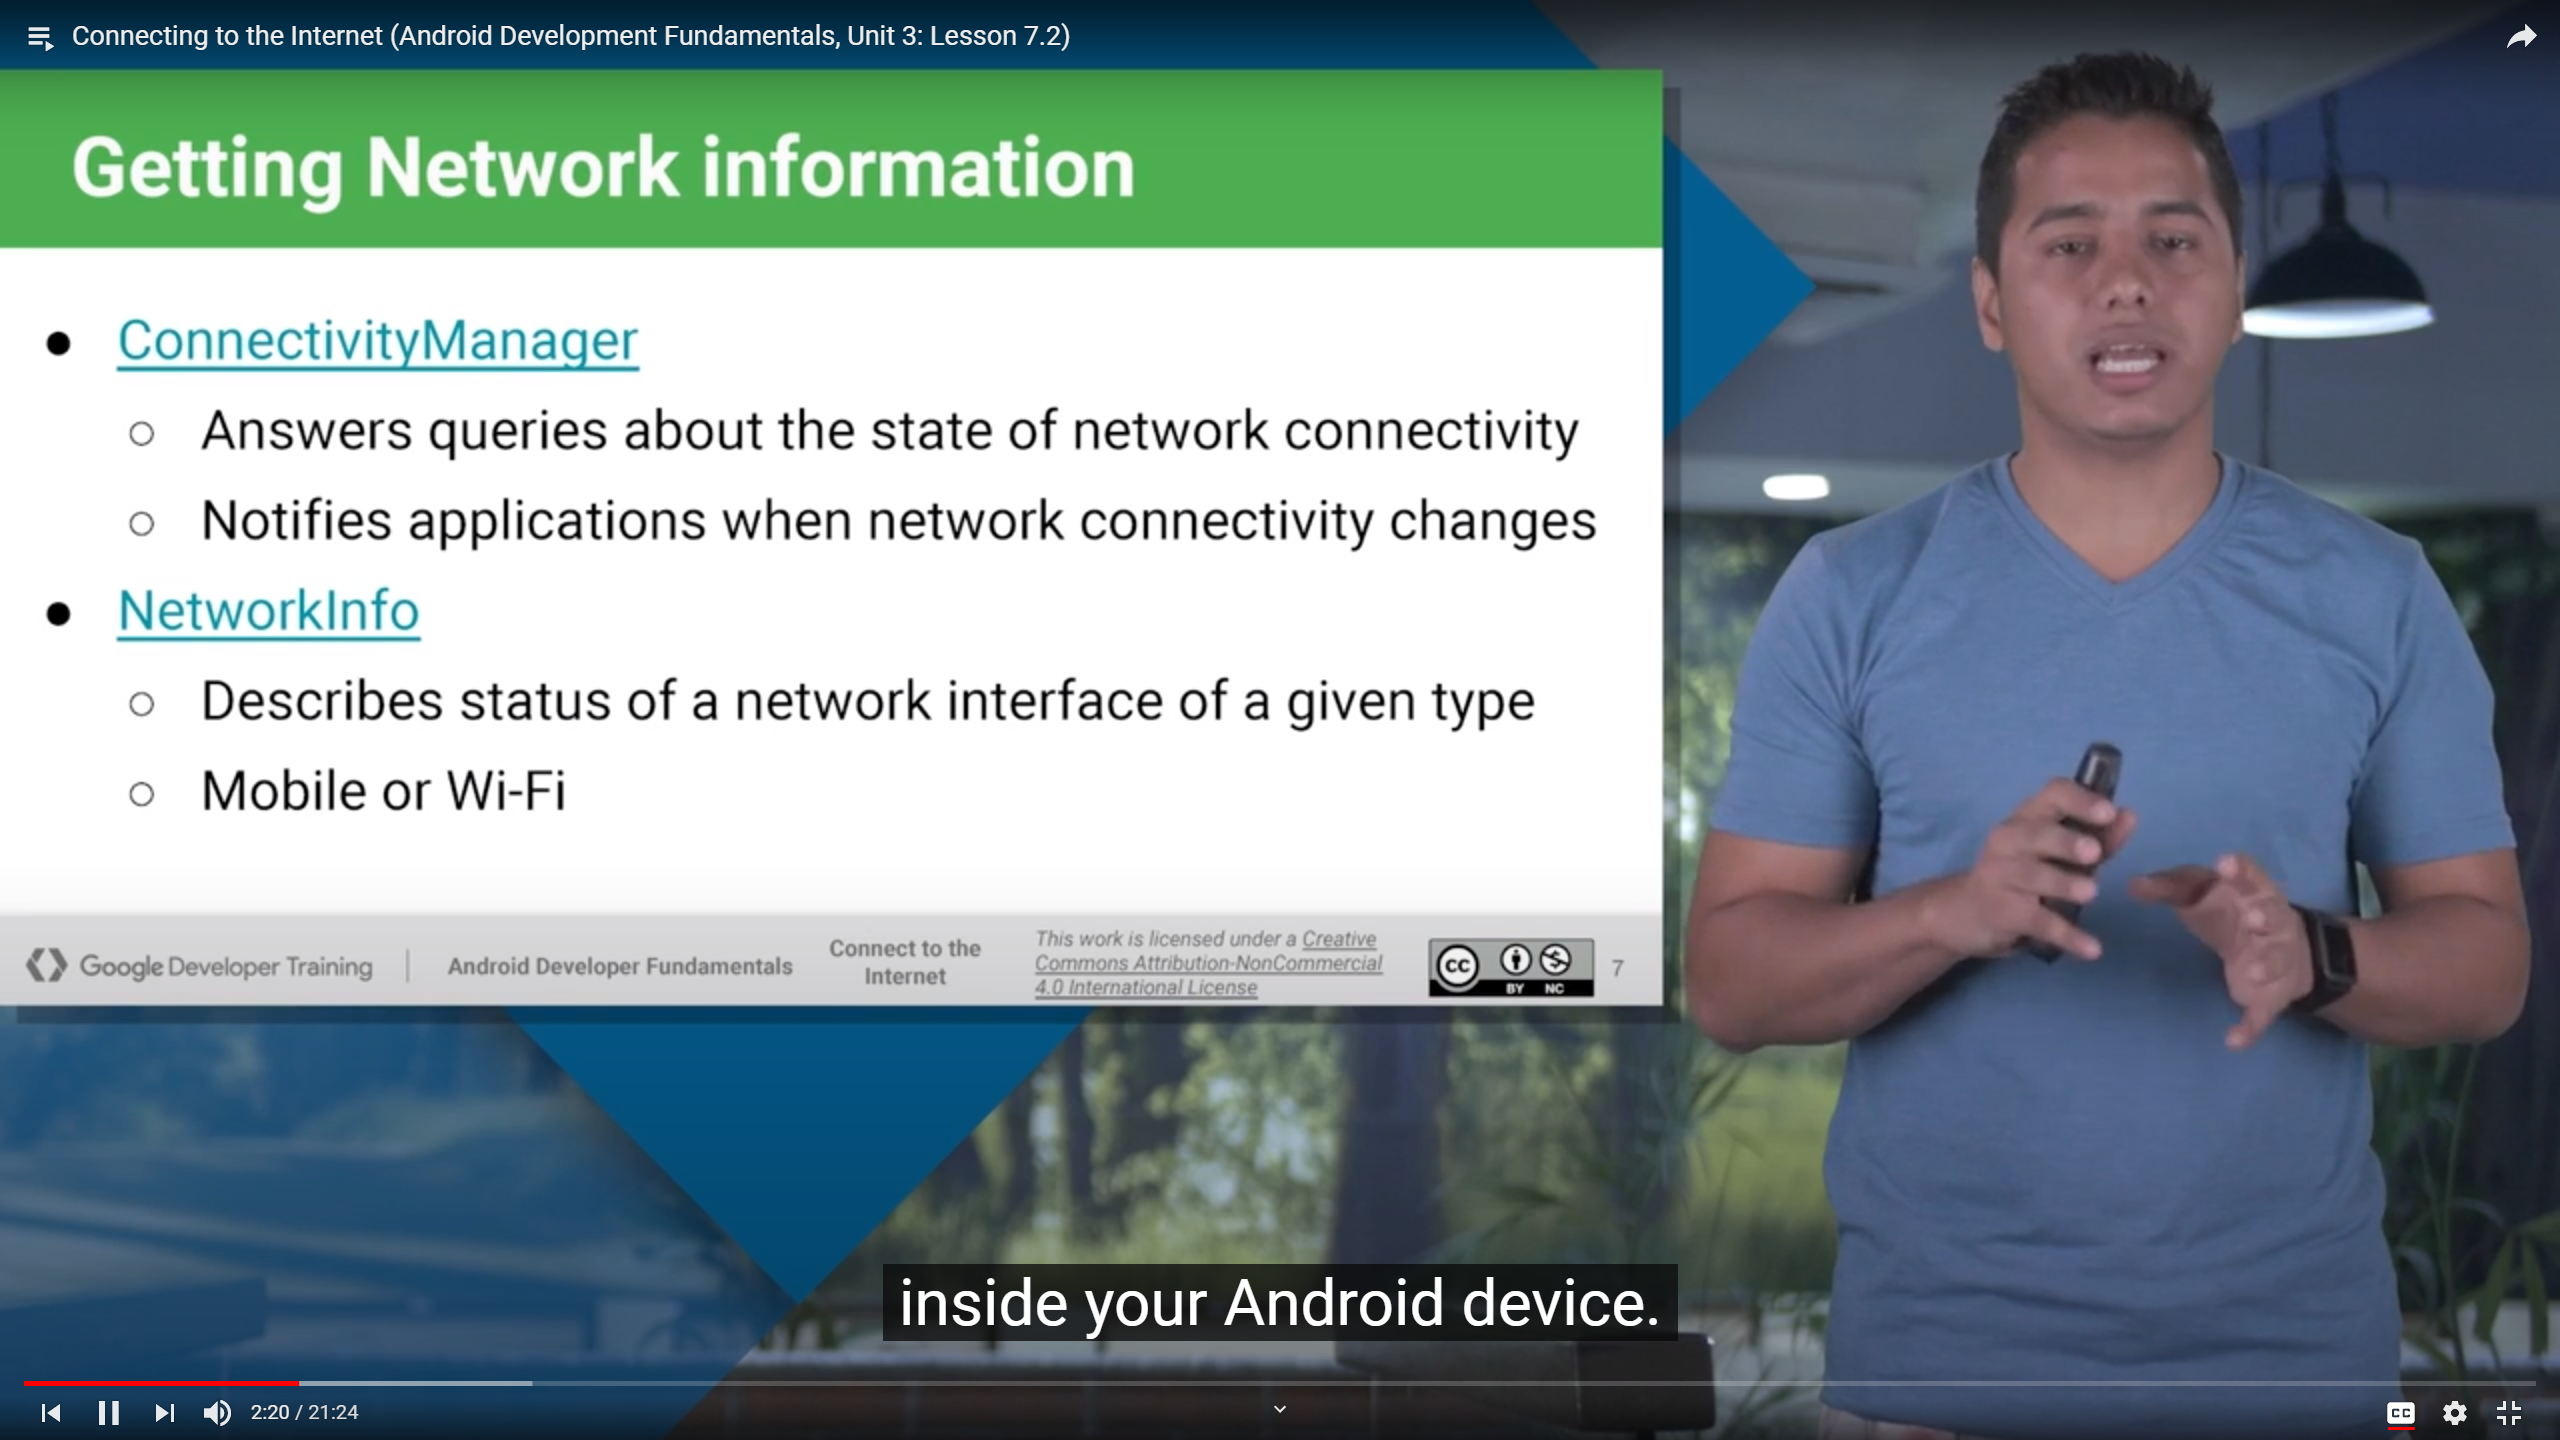 Connecting to the Internet (Android Development Fundamentals, Unit 3: Lesson 7.2)
Getting Network information
● ConnectivityManager
○ Answers queries about the state of network connectivity
○ Notifies applications when network connectivity changes
● NetworkInfo
○ Describes status of a network interface of a given type
○ Mobile or Wi-Fi
Google Developer Training
Android Developer Fundamentals
Connect to the
Internet
This work is licensed under a Creative
Commons Attribution-NonCommercial
4.0 International License
CC BY NC
7
inside your Android device.
2:20 / 21:24
CC